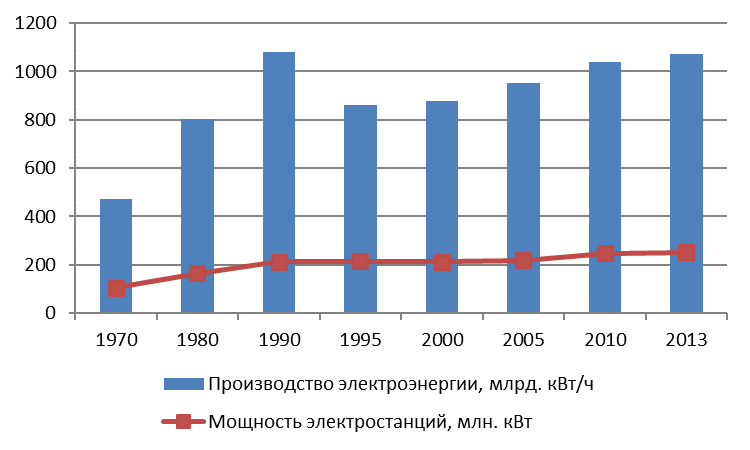 1200
1000
800
600
400
200
0
1970 1980 1990 1995 2000 2005 2010 2013
Производство электроэнергии, млрд. кВт/ч
Мощность электростанций, млн. кВт